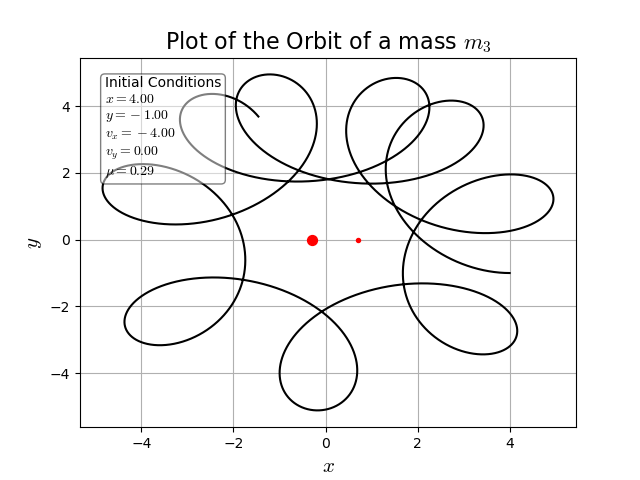 Plot of the Orbit of a mass m₃
Initial Conditions
x = 4.00
y = −1.00
vₓ = −4.00
v_y = 0.00
μ = 0.29
4
2
0
−2
−4
y
−4
−2
0
2
4
x